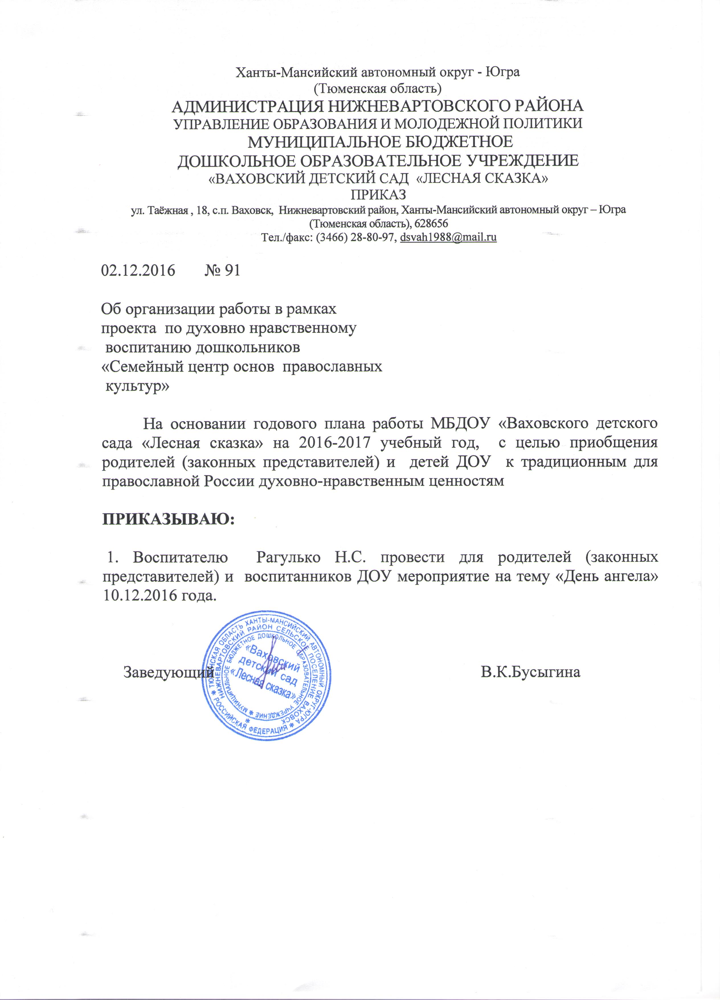 Ханты-Мансийский автономный округ - Югра
(Тюменская область)
АДМИНИСТРАЦИЯ НИЖНЕВАРТОВСКОГО РАЙОНА
УПРАВЛЕНИЕ ОБРАЗОВАНИЯ И МОЛОДЕЖНОЙ ПОЛИТИКИ
МУНИЦИПАЛЬНОЕ БЮДЖЕТНОЕ
ДОШКОЛЬНОЕ ОБРАЗОВАТЕЛЬНОЕ УЧРЕЖДЕНИЕ
«ВАХОВСКИЙ ДЕТСКИЙ САД «ЛЕСНАЯ СКАЗКА»
ПРИКАЗ
ул. Таёжная , 18, с.п. Ваховск, Нижневартовский район, Ханты-Мансийский автономный округ – Югра
(Тюменская область), 628656
Тел./факс: (3466) 28-80-97, dsvah1988@mail.ru
02.12.2016 № 91
Об организации работы в рамках
проекта по духовно нравственному
воспитанию дошкольников
«Семейный центр основ православных
культур»
На основании годового плана работы МБДОУ «Ваховского детского
сада «Лесная сказка» на 2016-2017 учебный год, с целью приобщения
родителей (законных представителей) и детей ДОУ к традиционным для
православной России духовно-нравственным ценностям
ПРИКАЗЫВАЮ:
1. Воспитателю Рагулько Н.С. провести для родителей (законных
представителей) и воспитанников ДОУ мероприятие на тему «День ангела»
10.12.2016 года.
Заведующий В.К.Бусыгина
* РОССИЙСКАЯ ФЕДЕРАЦИЯ * ТЮМЕНСКАЯ ОБЛАСТЬ ХАНТЫ-МАНСИЙСКИЙ АВТОНОМНЫЙ ОКРУГ-ЮГРА
* НИЖНЕВАРТОВСКИЙ РАЙОН СЕЛЬСКОЕ ПОСЕЛЕНИЕ ВАХОВСК
* МУНИЦИПАЛЬНОЕ БЮДЖЕТНОЕ ДОШКОЛЬНОЕ ОБРАЗОВАТЕЛЬНОЕ УЧРЕЖДЕНИЕ
«Ваховский
детский сад
«Лесная сказка»